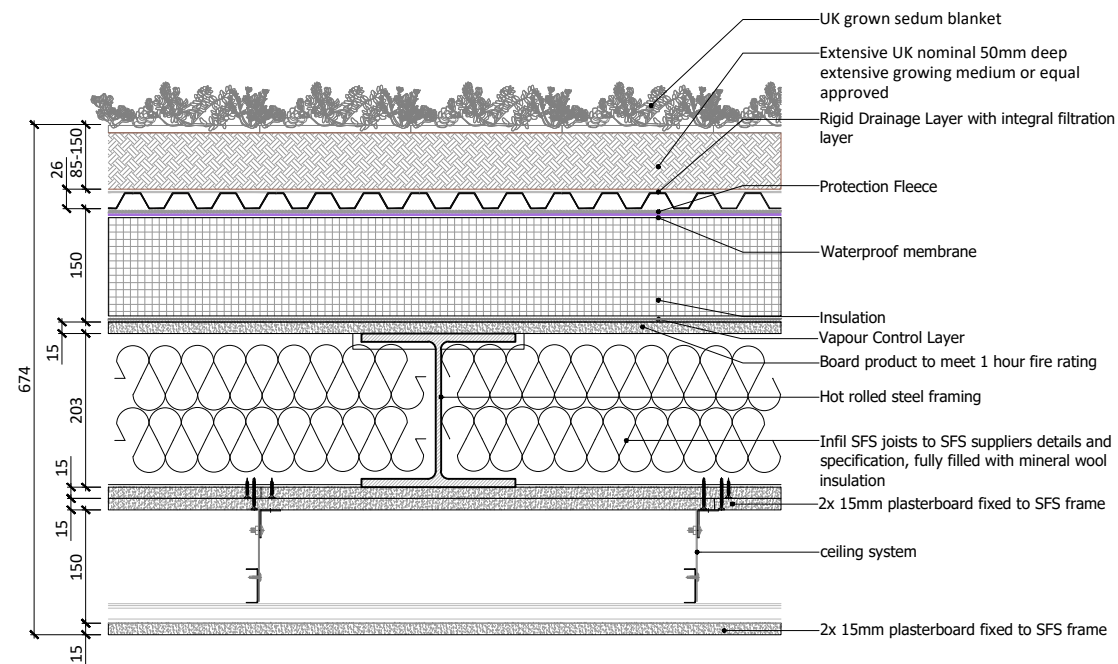 UK grown sedum blanket
Extensive UK nominal 50mm deep
extensive growing medium or equal
approved
Rigid Drainage Layer with integral filtration
layer
Protection Fleece
Waterproof membrane
Insulation
Vapour Control Layer
Board product to meet 1 hour fire rating
Hot rolled steel framing
Infil SFS joists to SFS suppliers details and
specification, fully filled with mineral wool
insulation
2x 15mm plasterboard fixed to SFS frame
ceiling system
2x 15mm plasterboard fixed to SFS frame
674
85-150
26
150
15
203
15
15
150
15